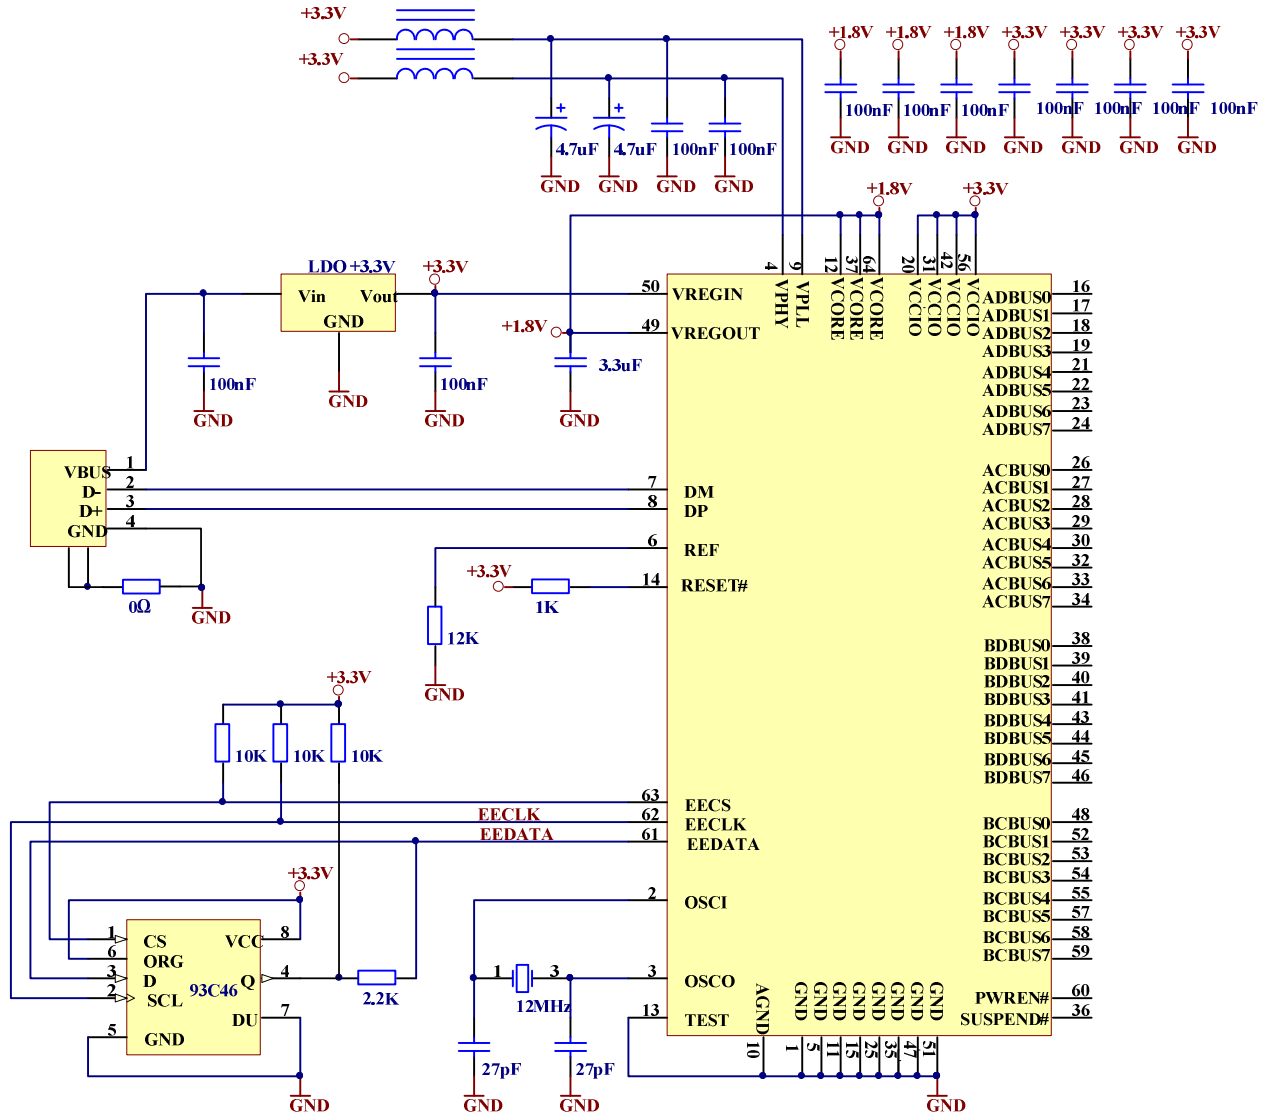 +3.3V
+3.3V
4.7uF 4.7uF 100nF 100nF
GND GND GND GND
+1.8V +1.8V +1.8V +3.3V +3.3V +3.3V +3.3V
100nF 100nF 100nF 100nF 100nF 100nF 100nF
GND GND GND GND GND GND GND
+1.8V +3.3V
LDO +3.3V
Vin Vout
GND
+3.3V
100nF
GND
GND
100nF
GND
+1.8V
3.3uF
GND
VBUS 1
D- 2
D+ 3
GND 4
0Ω
GND
12K
GND
+3.3V
1K
+3.3V
10K 10K 10K
EECLK
EEDATA
+3.3V
1 CS
6 ORG
3 D
2 SCL
5 GND
93C46
VCC 8
Q 4
DU 7
2.2K
GND
1 3
12MHz
27pF 27pF
GND GND
50 VREGIN
49 VREGOUT
7 DM
8 DP
6 REF
14 RESET#
63 EECS
62 EECLK
61 EEDATA
2 OSCI
3 OSCO
13 TEST
4 VPHY
9 VPLL
12 VCORE
37 VCORE
64 VCORE
20 VCCIO
31 VCCIO
42 VCCIO
56 VCCIO
ADBUS0 16
ADBUS1 17
ADBUS2 18
ADBUS3 19
ADBUS4 21
ADBUS5 22
ADBUS6 23
ADBUS7 24
ACBUS0 26
ACBUS1 27
ACBUS2 28
ACBUS3 29
ACBUS4 30
ACBUS5 32
ACBUS6 33
ACBUS7 34
BDBUS0 38
BDBUS1 39
BDBUS2 40
BDBUS3 41
BDBUS4 43
BDBUS5 44
BDBUS6 45
BDBUS7 46
BCBUS0 48
BCBUS1 52
BCBUS2 53
BCBUS3 54
BCBUS4 55
BCBUS5 57
BCBUS6 58
BCBUS7 59
PWREN# 60
SUSPEND# 36
AGND 10
GND 1
GND 5
GND 11
GND 15
GND 25
GND 35
GND 47
GND 51
GND